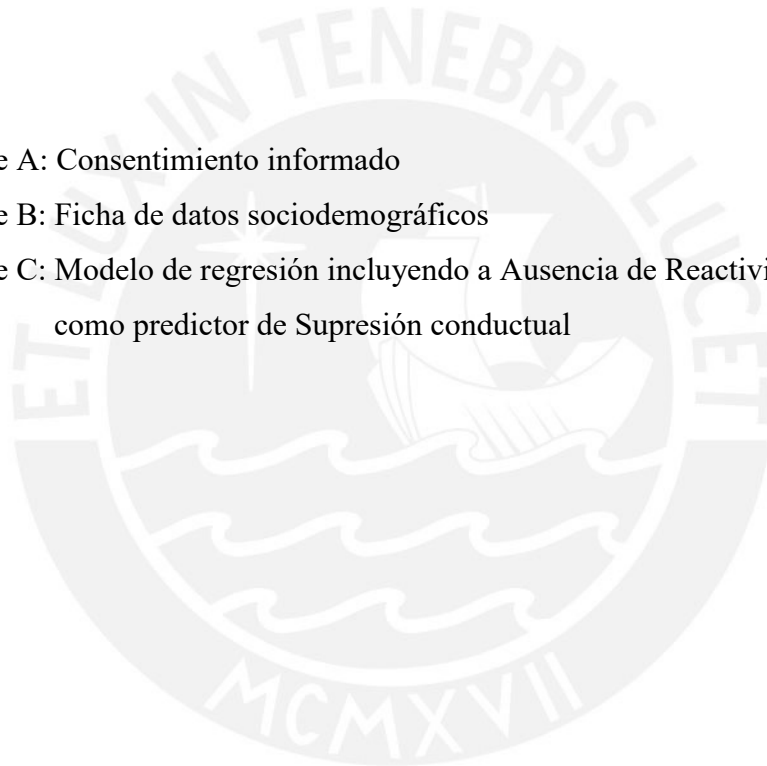 ET LUX IN TENEBRIS LUCET
e A: Consentimiento informado
e B: Ficha de datos sociodemográficos
e C: Modelo de regresión incluyendo a Ausencia de Reactivi
como predictor de Supresión conductual
MCMXVII